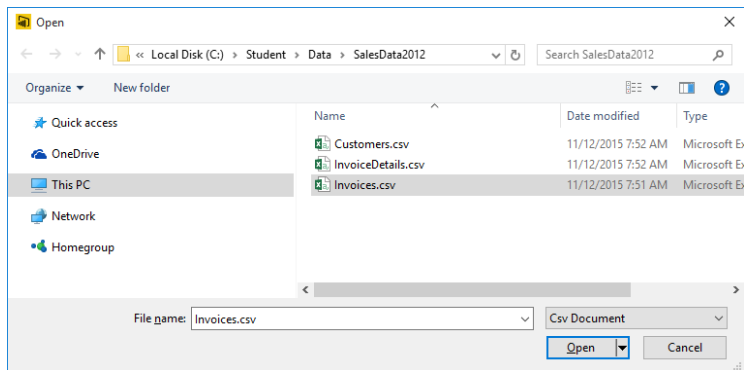 Open
« Local Disk (C:) > Student > Data > SalesData2012
Search SalesData2012
Organize
New folder
Quick access
OneDrive
This PC
Network
Homegroup
Name Date modified Type
Customers.csv 11/12/2015 7:52 AM Microsoft Ex
InvoiceDetails.csv 11/12/2015 7:52 AM Microsoft Ex
Invoices.csv 11/12/2015 7:51 AM Microsoft Ex
File name: Invoices.csv
Csv Document
Open
Cancel